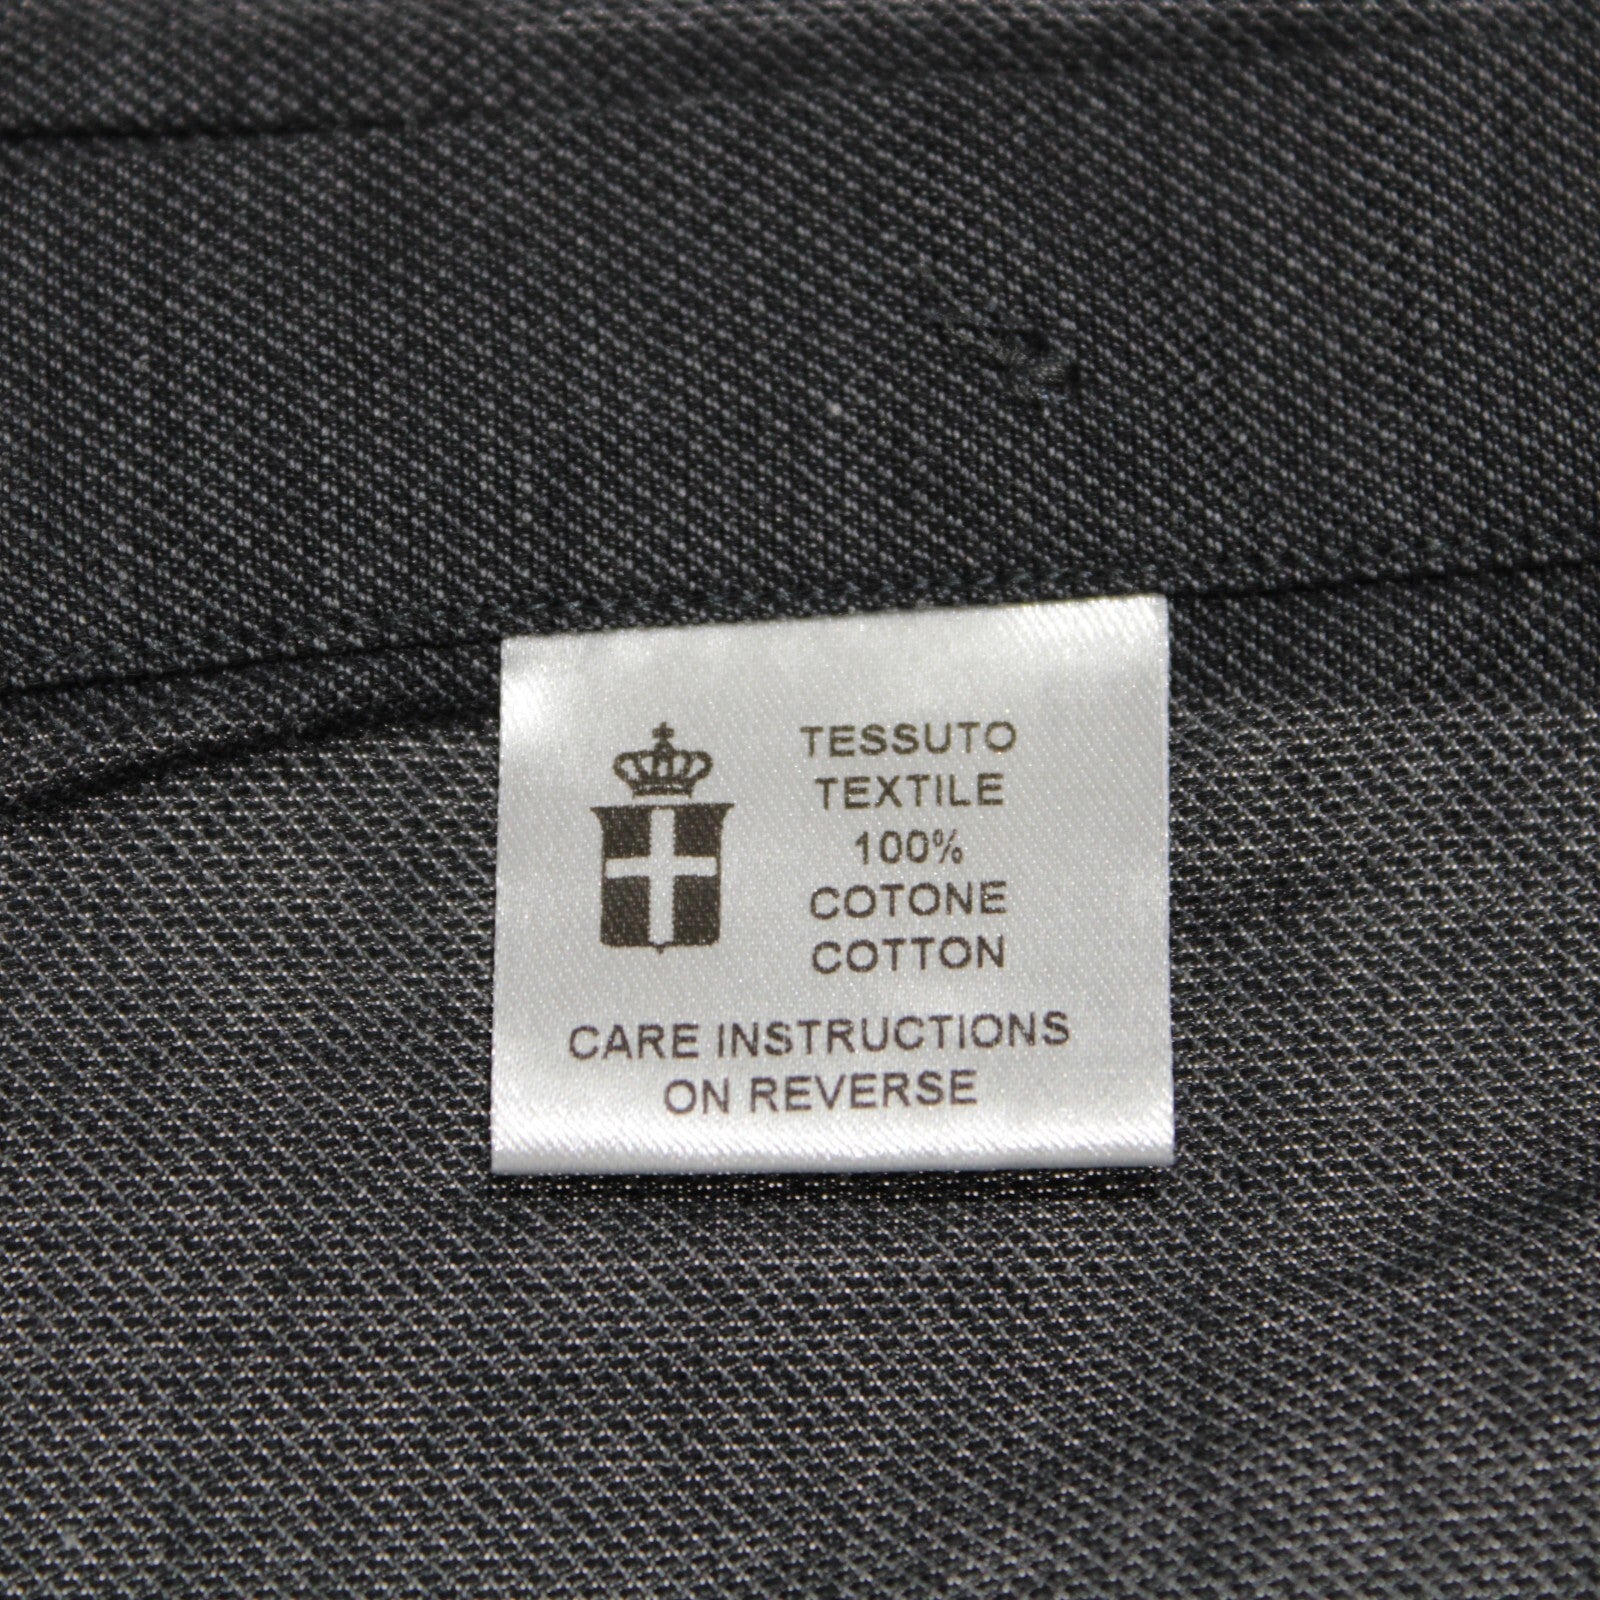 TESSUTO
TEXTILE
100%
COTONE
COTTON
CARE INSTRUCTIONS
ON REVERSE